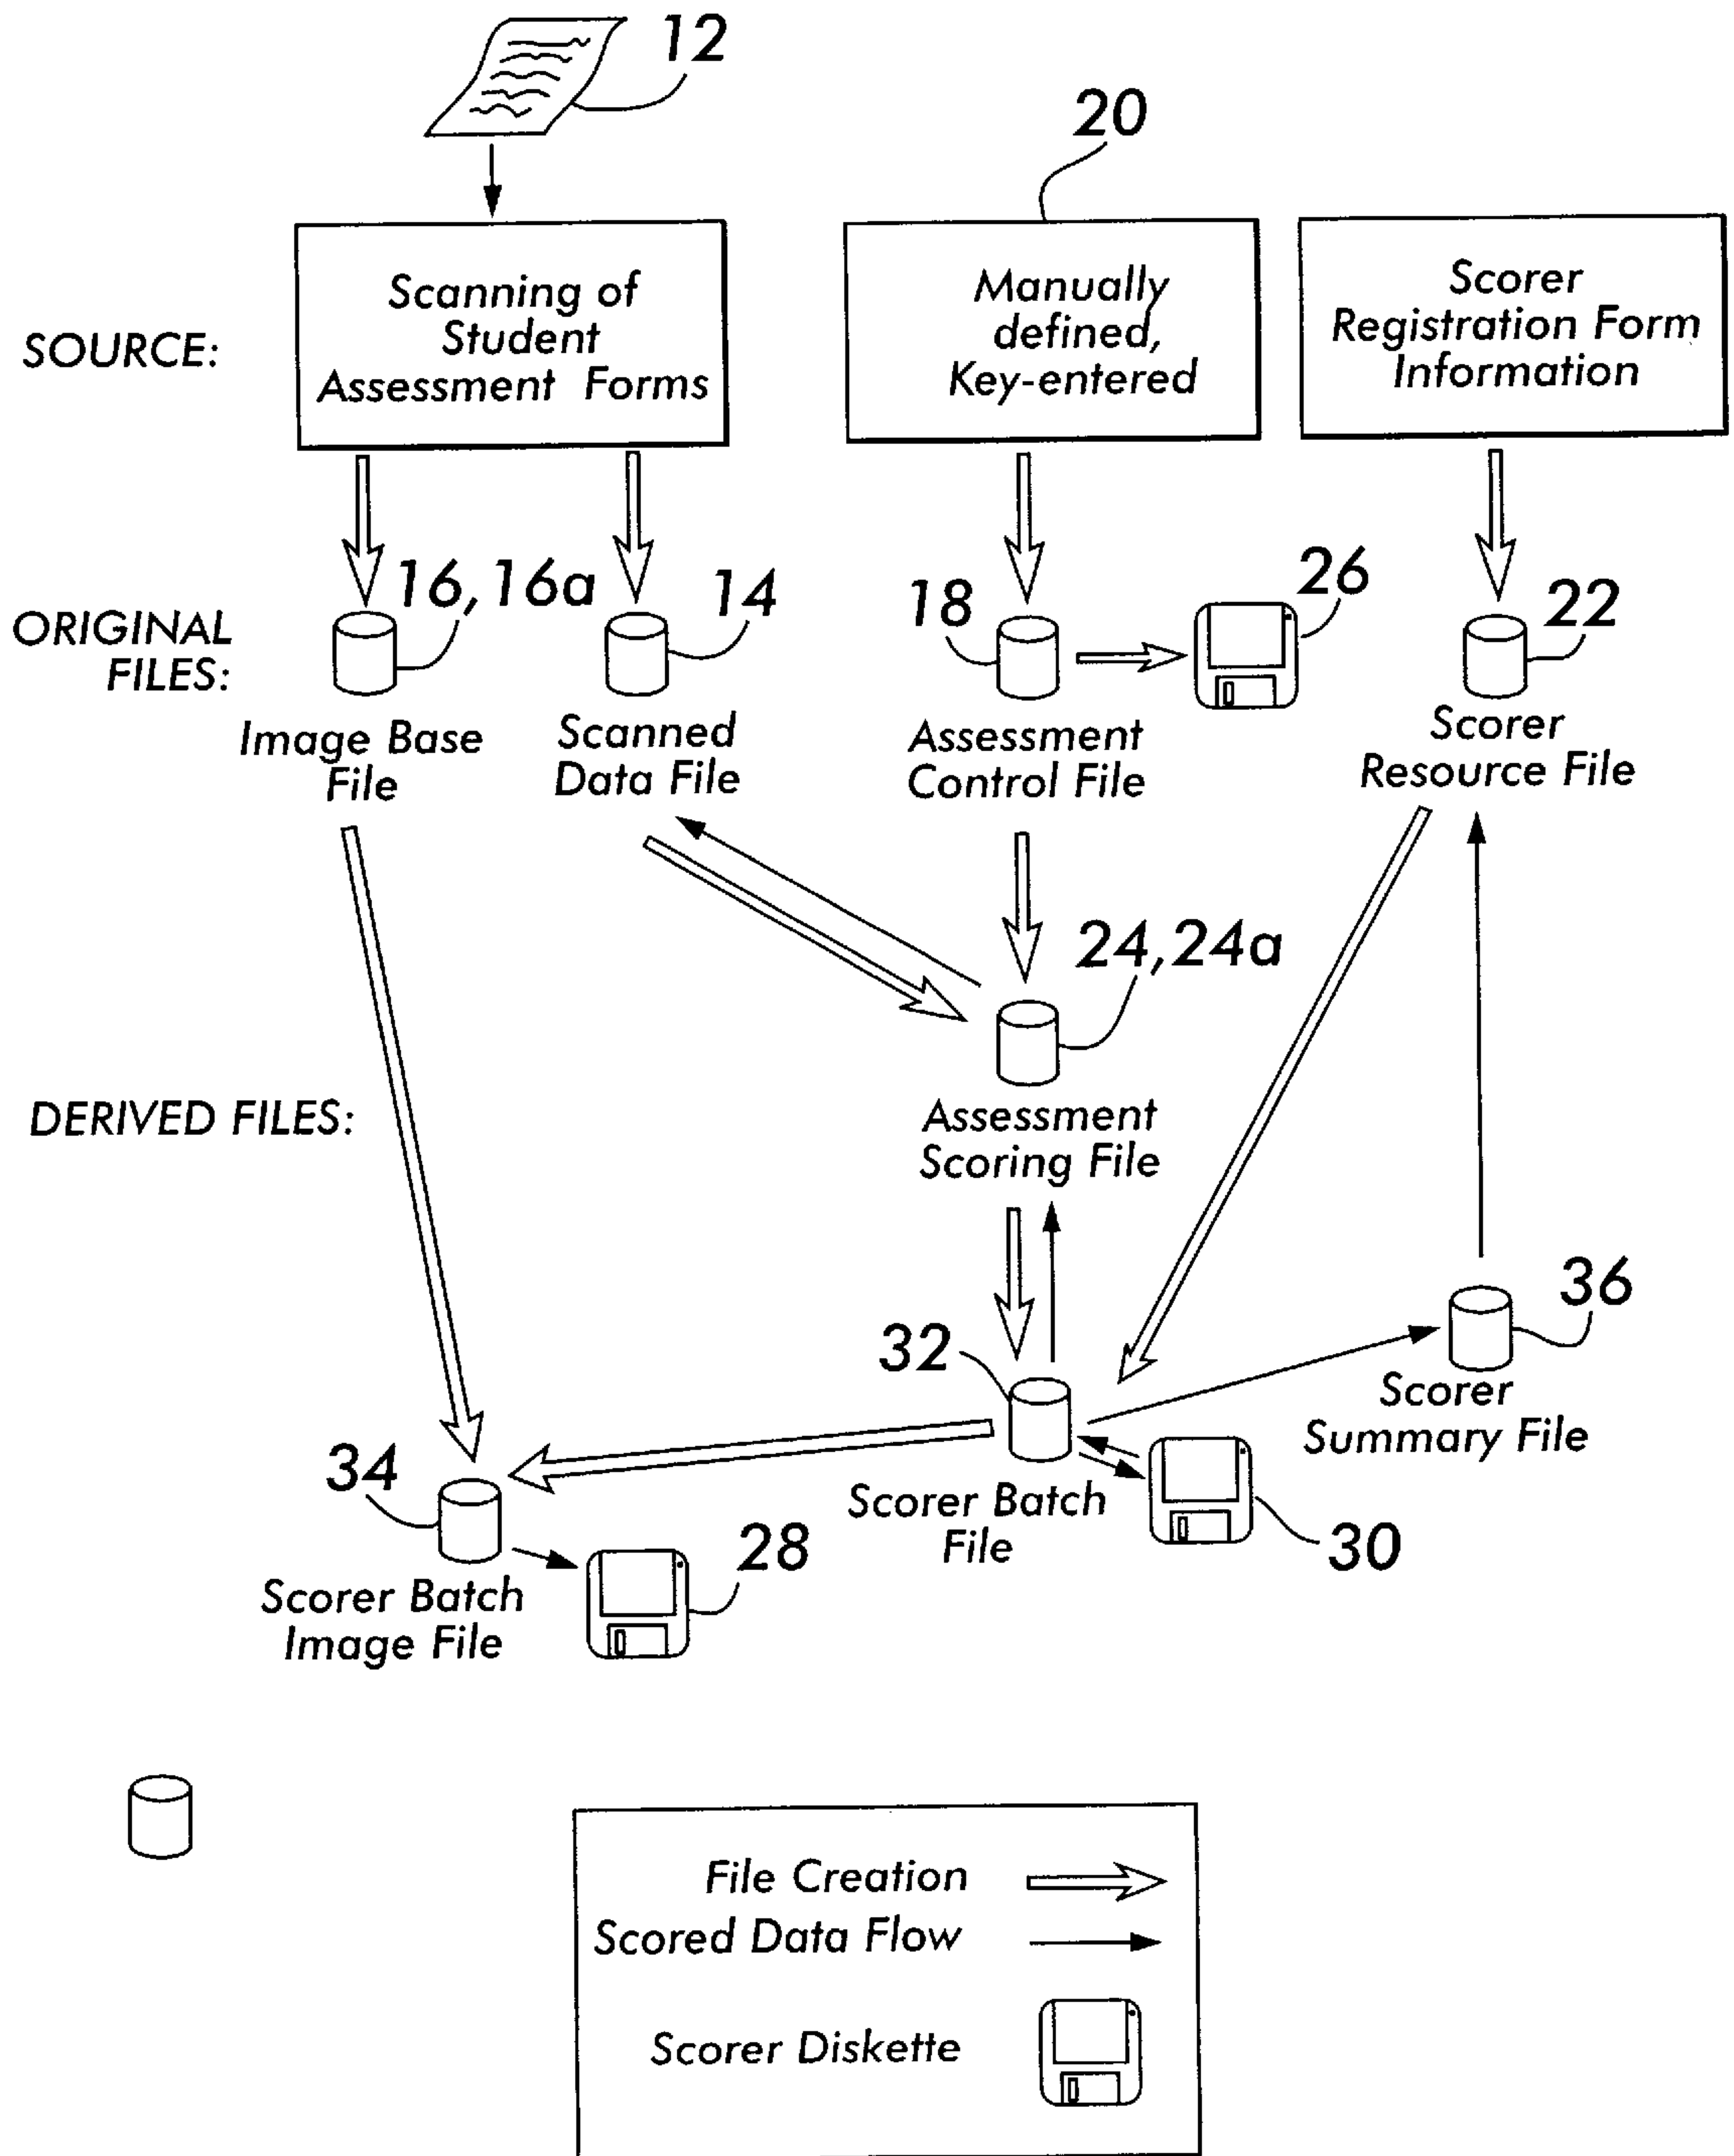 12
20
SOURCE:
Scanning of
Student
Assessment Forms
Manually
defined,
Key-entered
Scorer
Registration Form
Information
ORIGINAL
FILES:
16, 16a
14
18
26
22
Image Base
File
Scanned
Data File
Assessment
Control File
Scorer
Resource File
24, 24a
DERIVED FILES:
Assessment
Scoring File
32
36
Scorer
Summary File
34
Scorer Batch
File
30
28
Scorer Batch
Image File
File Creation
Scored Data Flow
Scorer Diskette